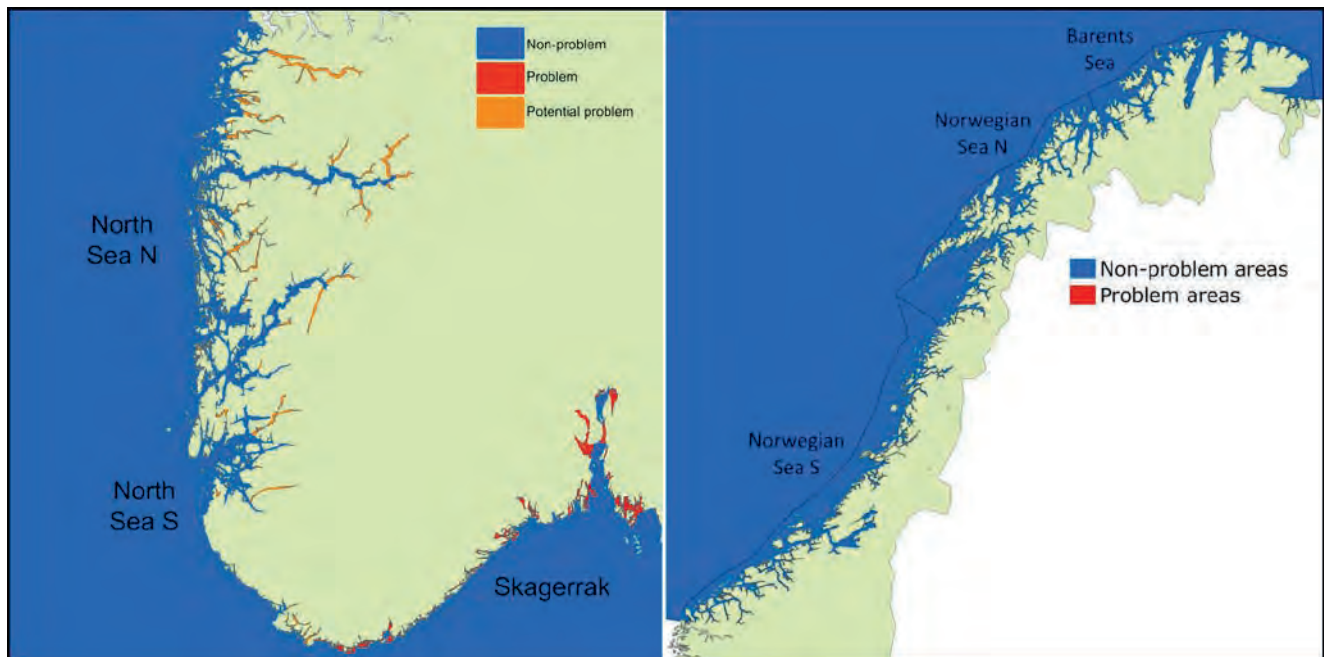 Non-problem
Problem
Potential problem
North
Sea N
North
Sea S
Skagerrak
Barents
Sea
Norwegian
Sea N
Non-problem areas
Problem areas
Norwegian
Sea S